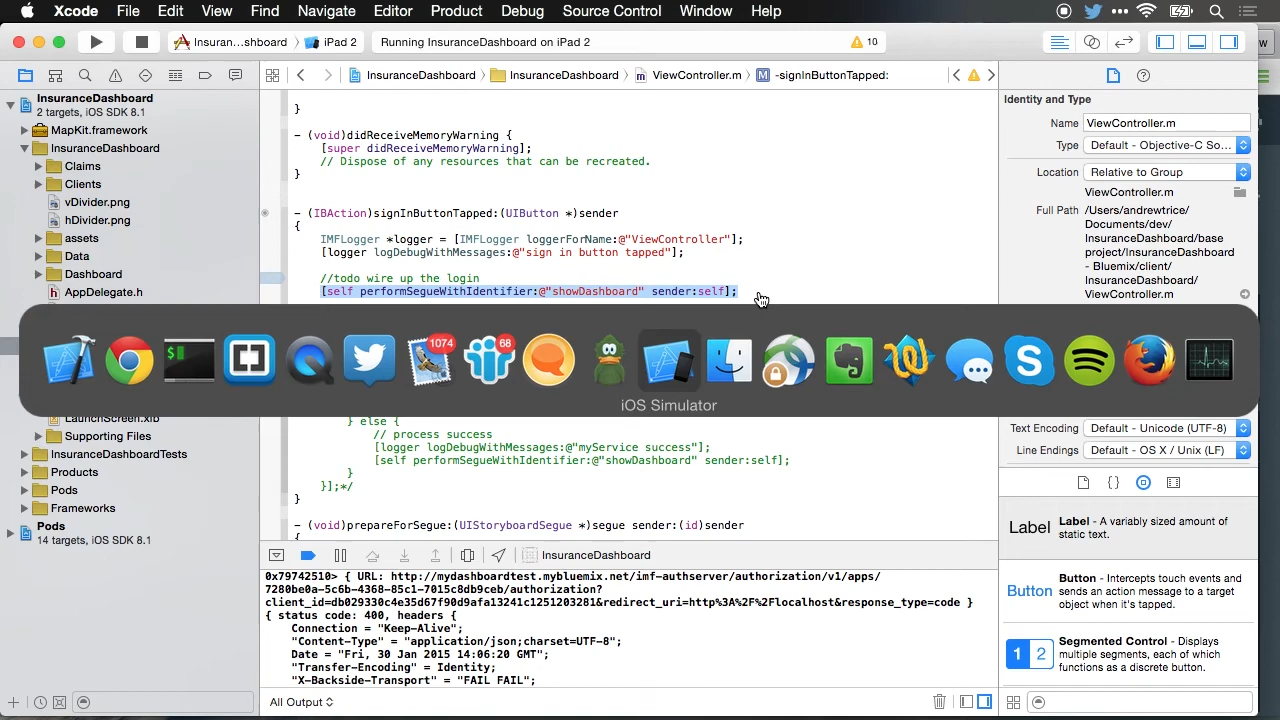 Xcode File Edit View Find Navigate Editor Product Debug Source Control Window Help
Insuran...shboard iPad 2 Running InsuranceDashboard on iPad 2 10
InsuranceDashboard InsuranceDashboard ViewController.m M -signInButtonTapped:
InsuranceDashboard
2 targets, iOS SDK 8.1
MapKit.framework
InsuranceDashboard
Claims
Clients
vDivider.png
hDivider.png
assets
Data
Dashboard
AppDelegate.h
LaunchScreen.xib
Supporting Files
InsuranceDashboardTests
Products
Pods
Frameworks
Pods
14 targets, iOS SDK 8.1
}
- (void)didReceiveMemoryWarning {
[super didReceiveMemoryWarning];
// Dispose of any resources that can be recreated.
}
- (IBAction)signInButtonTapped:(UIButton *)sender
{
IMFLogger *logger = [IMFLogger loggerForName:@"ViewController"];
[logger logDebugWithMessages:@"sign in button tapped"];
//todo wire up the login
[self performSegueWithIdentifier:@"showDashboard" sender:self];
1074
68
iOS Simulator
} else {
// process success
[logger logDebugWithMessages:@"myService success"];
[self performSegueWithIdentifier:@"showDashboard" sender:self];
}
}];*/
}
- (void)prepareForSegue:(UIStoryboardSegue *)segue sender:(id)sender
{
InsuranceDashboard
0x79742510> { URL: http://mydashboardtest.mybluemix.net/imf-authserver/authorization/v1/apps/
7280be0a-5c6b-4368-85c1-7015c8db9ceb/authorization?
client_id=db029330c4e35d67f90d9afa13241c1251203281&redirect_uri=http%3A%2F%2Flocalhost&response_type=code }
{ status code: 400, headers {
Connection = "Keep-Alive";
"Content-Type" = "application/json;charset=UTF-8";
Date = "Fri, 30 Jan 2015 14:06:20 GMT";
"Transfer-Encoding" = Identity;
"X-Backside-Transport" = "FAIL FAIL";
All Output
Identity and Type
Name ViewController.m
Type Default - Objective-C So...
Location Relative to Group
ViewController.m
Full Path /Users/andrewtrice/
Documents/dev/
InsuranceDashboard/base
project/InsuranceDashboard
- Bluemix/client/
InsuranceDashboard/
ViewController.m
Text Encoding Default - Unicode (UTF-8)
Line Endings Default - OS X / Unix (LF)
Label Label - A variably sized amount of
static text.
Button Button - Intercepts touch events and
sends an action message to a target
object when it's tapped.
1 2 Segmented Control - Displays
multiple segments, each of which
functions as a discrete button.